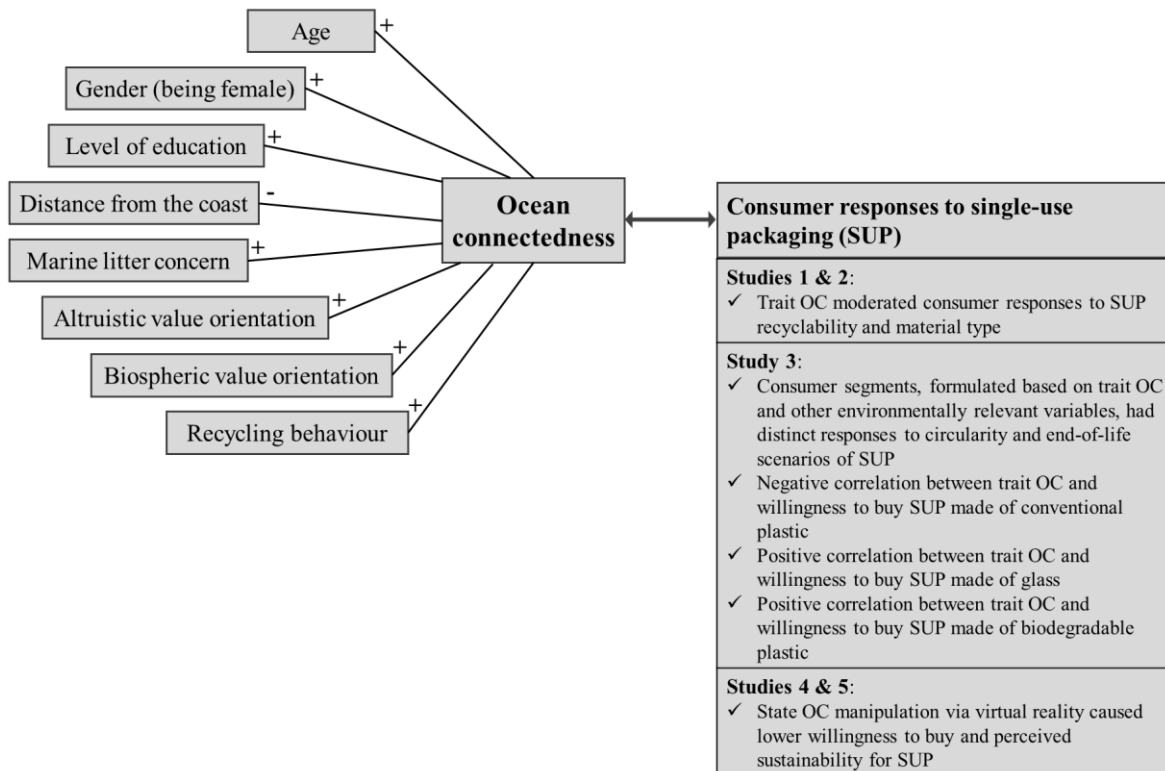 Age
+
Gender (being female)
+
Level of education
+
Distance from the coast
-
Marine litter concern
+
Altruistic value orientation
+
Biospheric value orientation
+
Recycling behaviour
+
Ocean
connectedness
Consumer responses to single-use
packaging (SUP)
Studies 1 & 2:
✓ Trait OC moderated consumer responses to SUP
recyclability and material type
Study 3:
✓ Consumer segments, formulated based on trait OC
and other environmentally relevant variables, had
distinct responses to circularity and end-of-life
scenarios of SUP
✓ Negative correlation between trait OC and
willingness to buy SUP made of conventional
plastic
✓ Positive correlation between trait OC and
willingness to buy SUP made of glass
✓ Positive correlation between trait OC and
willingness to buy SUP made of biodegradable
plastic
Studies 4 & 5:
✓ State OC manipulation via virtual reality caused
lower willingness to buy and perceived
sustainability for SUP